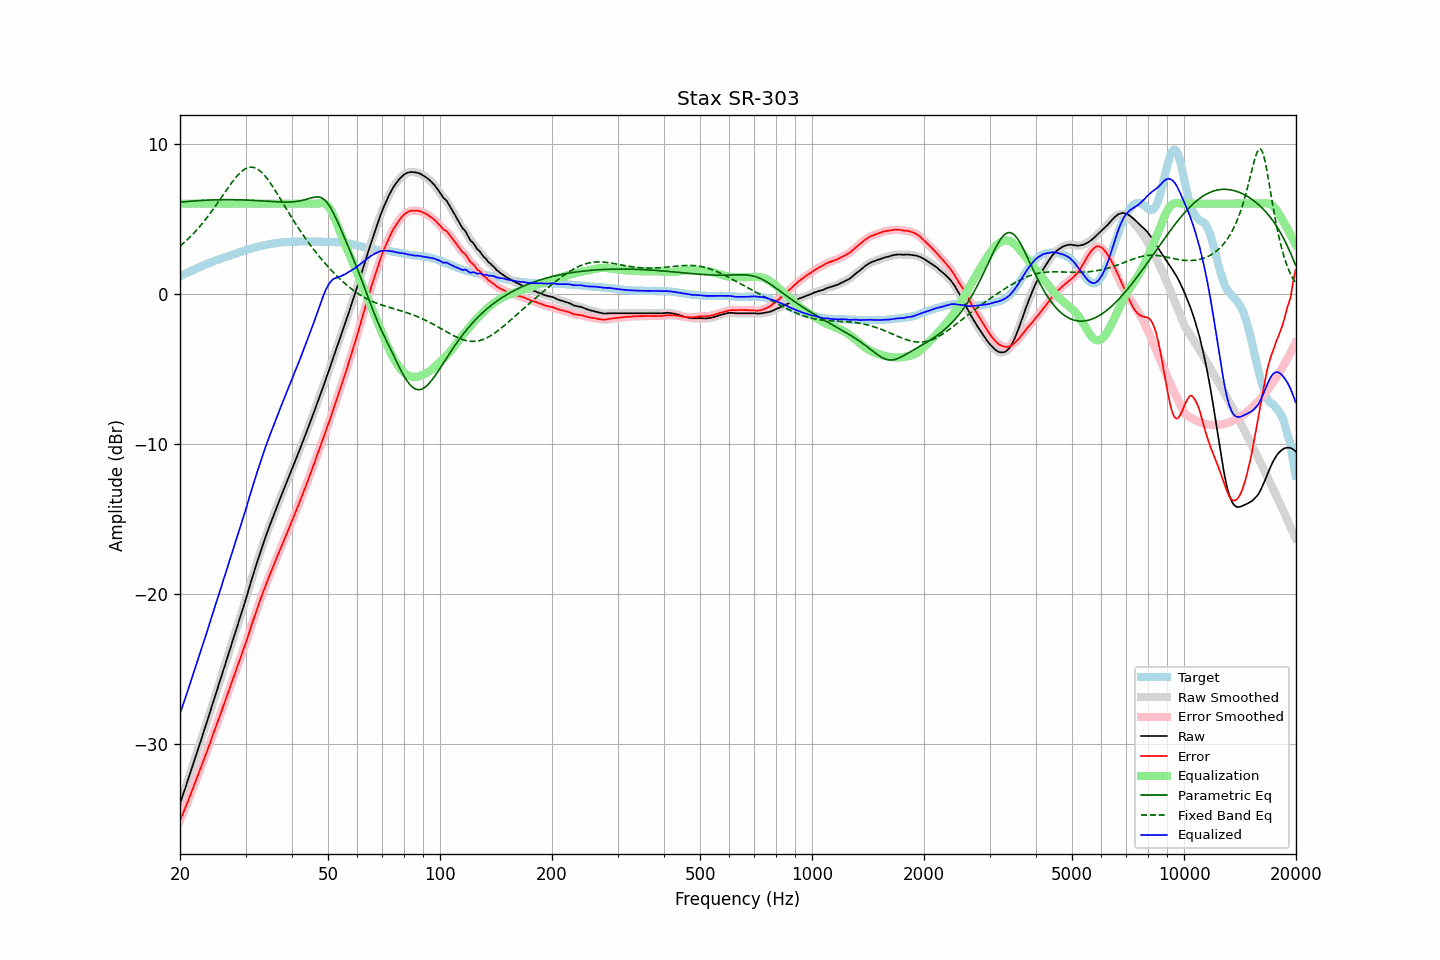 Stax SR-303
Amplitude (dBr)
10
0
−10
−20
−30
20
50
100
200
500
1000
2000
5000
10000
20000
Frequency (Hz)
Target
Raw Smoothed
Error Smoothed
Raw
Error
Equalization
Parametric Eq
Fixed Band Eq
Equalized